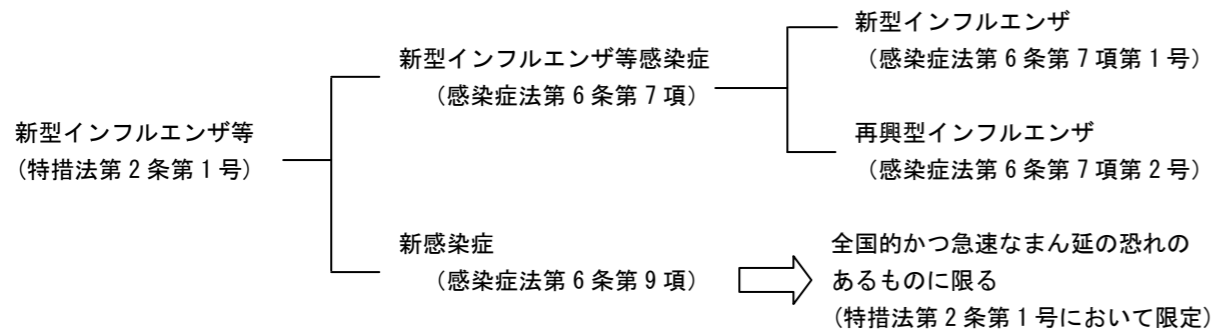 新型インフルエンザ等
（特措法第２条第１号）
新型インフルエンザ等感染症
（感染症法第６条第７項）
新型インフルエンザ
（感染症法第６条第７項第１号）
再興型インフルエンザ
（感染症法第６条第７項第２号）
新感染症
（感染症法第６条第９項）
全国的かつ急速なまん延の恐れの
あるものに限る
（特措法第２条第１号において限定）